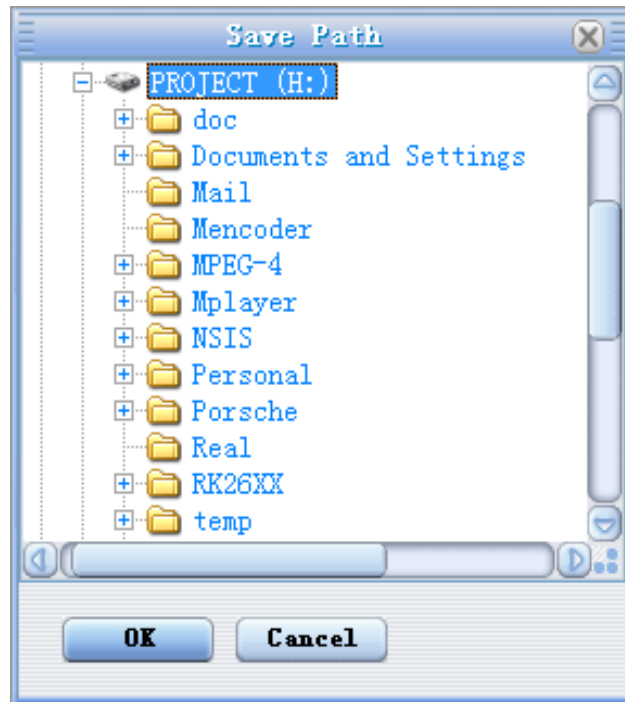 Save Path
PROJECT (H:)
doc
Documents and Settings
Mail
Mencoder
MPEG-4
Mplayer
NSIS
Personal
Porsche
Real
RK26XX
temp
OK Cancel